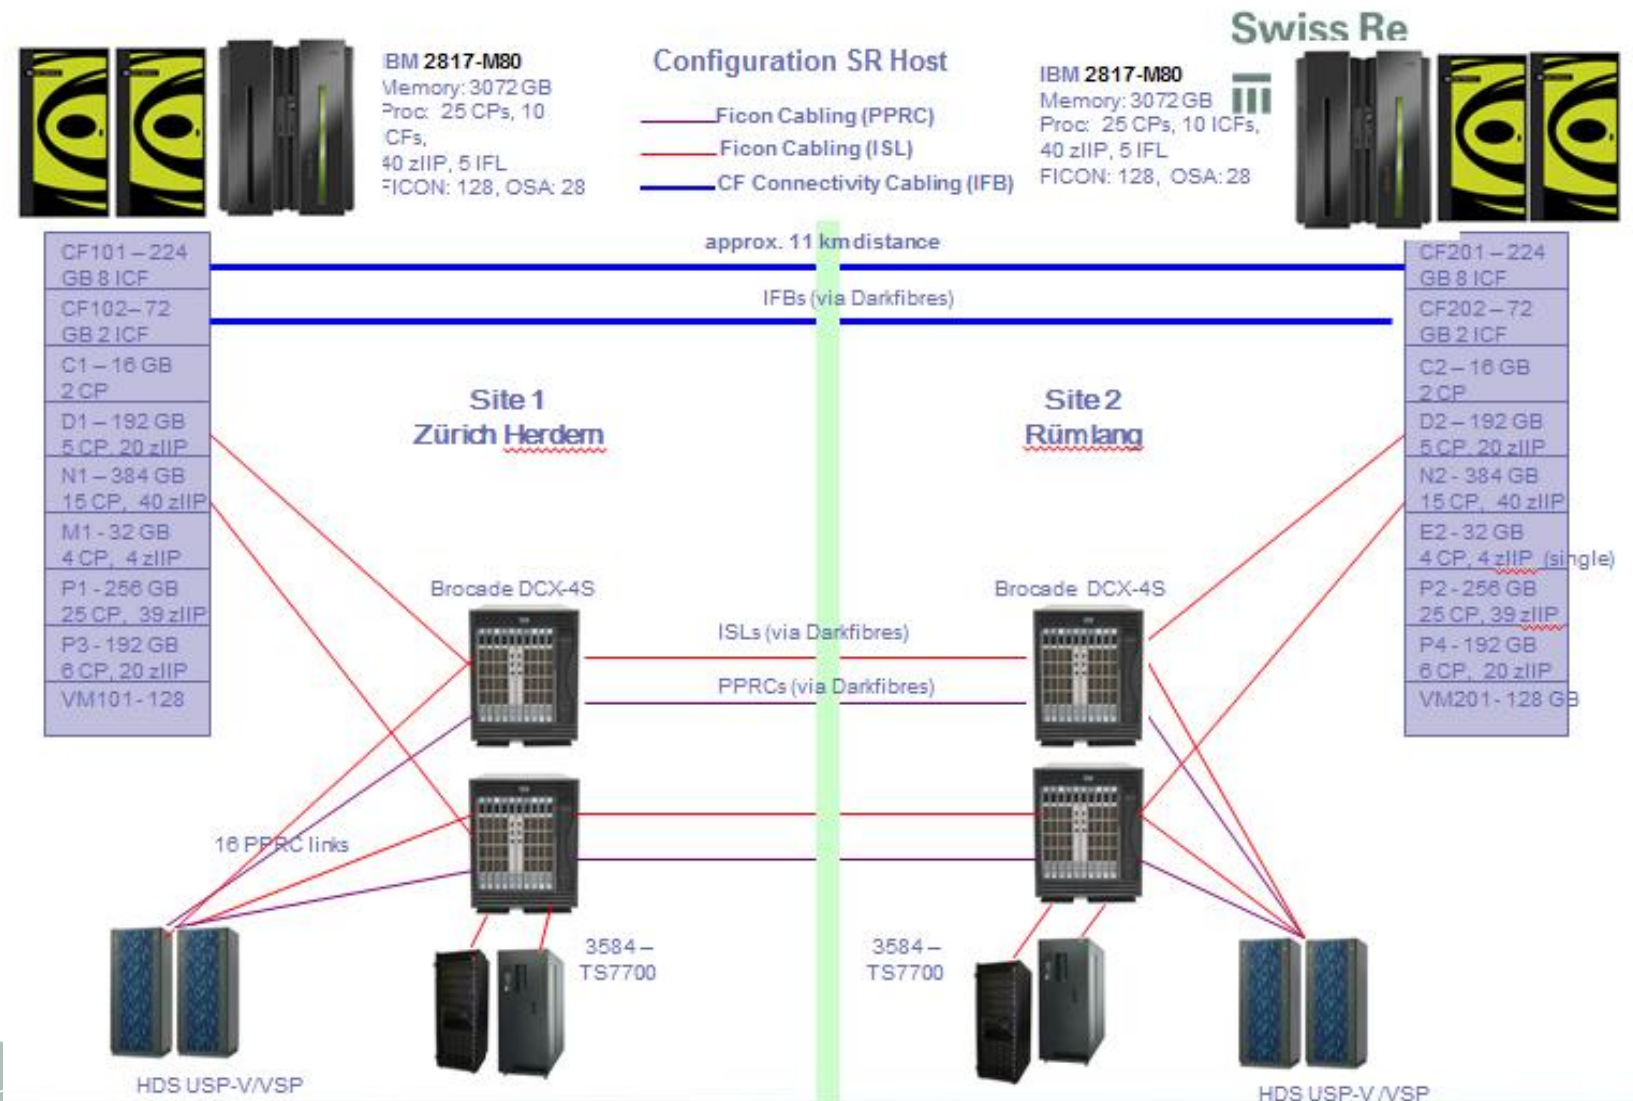 Swiss Re
IBM 2817-M80
Memory: 3072 GB
Proc: 25 CPs, 10
CFs,
40 zIIP, 5 IFL
FICON: 128, OSA: 28
Configuration SR Host
Ficon Cabling (PPRC)
Ficon Cabling (ISL)
CF Connectivity Cabling (IFB)
IBM 2817-M80
Memory: 3072 GB
Proc: 25 CPs, 10 ICFs,
40 zIIP, 5 IFL
FICON: 128, OSA: 28
approx. 11 km distance
IFBs (via Darkfibres)
CF101 – 224
GB 8 ICF
CF102 – 72
GB 2 ICF
C1 – 16 GB
2 CP
D1 – 192 GB
5 CP, 20 zIIP
N1 – 384 GB
15 CP, 40 zIIP
M1 - 32 GB
4 CP, 4 zIIP
P1 - 256 GB
25 CP, 39 zIIP
P3 - 192 GB
6 CP, 20 zIIP
VM101 - 128
Site 1
Zürich Herdern
Site 2
Rümlang
CF201 – 224
GB 8 ICF
CF202 – 72
GB 2 ICF
C2 – 16 GB
2 CP
D2 – 192 GB
5 CP, 20 zIIP
N2 - 384 GB
15 CP, 40 zIIP
E2 - 32 GB
4 CP, 4 zIIP (single)
P2 - 256 GB
25 CP, 39 zIIP
P4 - 192 GB
6 CP, 20 zIIP
VM201 - 128 GB
Brocade DCX-4S
Brocade DCX-4S
ISLs (via Darkfibres)
PPRCs (via Darkfibres)
16 PPRC links
3584 –
TS7700
3584 –
TS7700
HDS USP-V/VSP
HDS USP-V /VSP